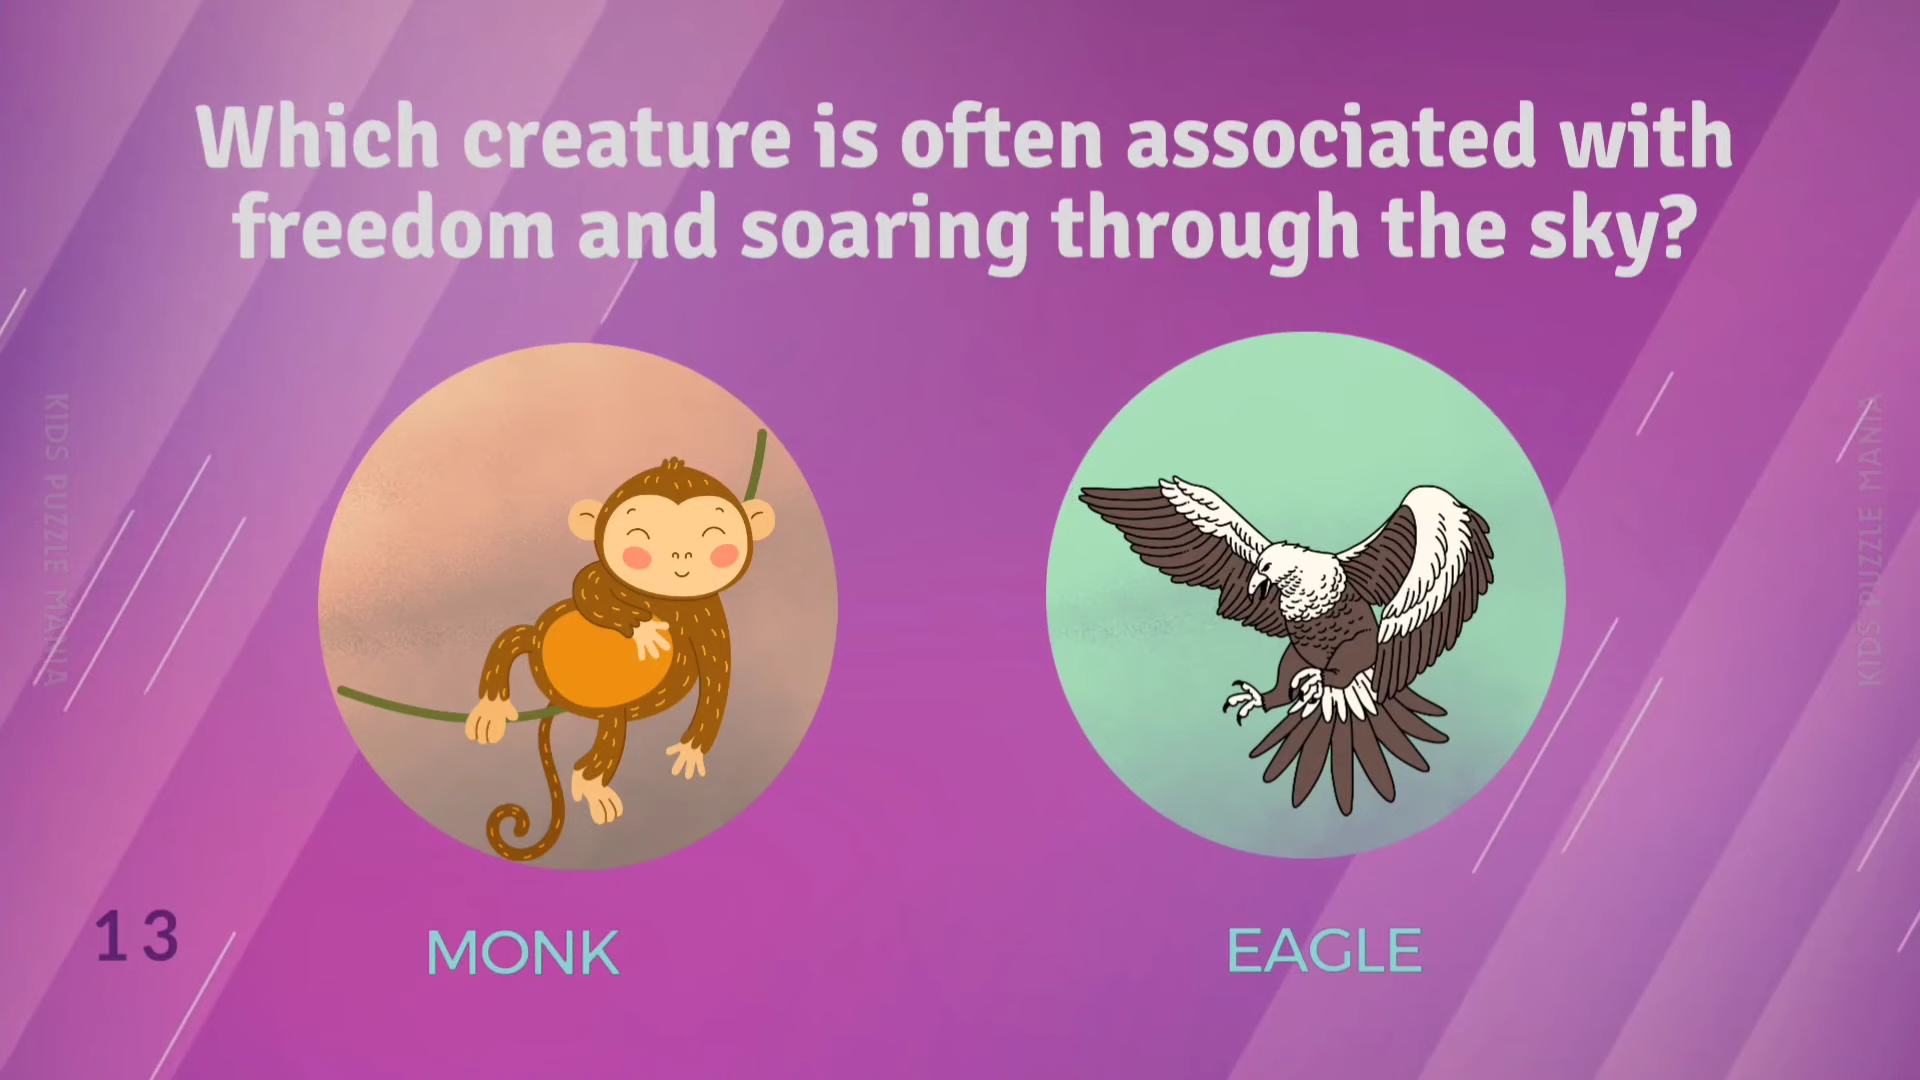 Which creature is often associated with
freedom and soaring through the sky?
KIDS PUZZLE MANIA
KIDS PUZZLE MANIA
13
MONK
EAGLE